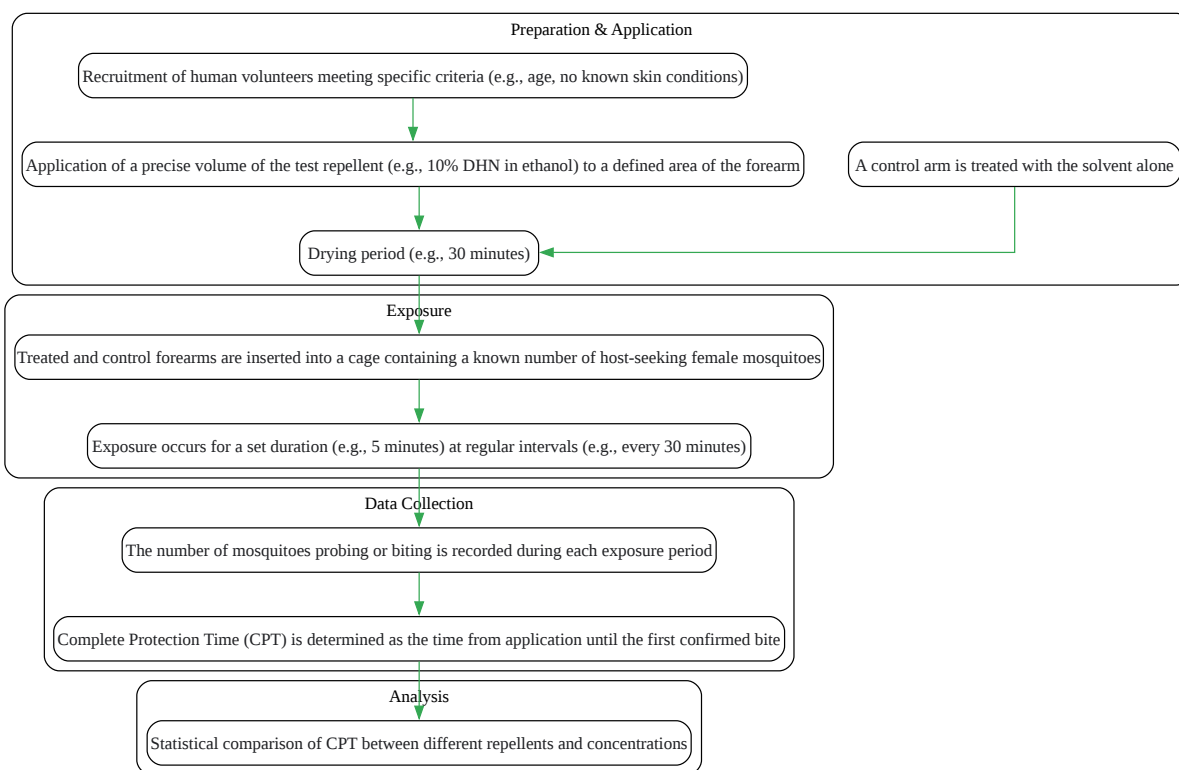 Preparation & Application
Recruitment of human volunteers meeting specific criteria (e.g., age, no known skin conditions)
Application of a precise volume of the test repellent (e.g., 10% DHN in ethanol) to a defined area of the forearm
A control arm is treated with the solvent alone
Drying period (e.g., 30 minutes)
Exposure
Treated and control forearms are inserted into a cage containing a known number of host-seeking female mosquitoes
Exposure occurs for a set duration (e.g., 5 minutes) at regular intervals (e.g., every 30 minutes)
Data Collection
The number of mosquitoes probing or biting is recorded during each exposure period
Complete Protection Time (CPT) is determined as the time from application until the first confirmed bite
Analysis
Statistical comparison of CPT between different repellents and concentrations